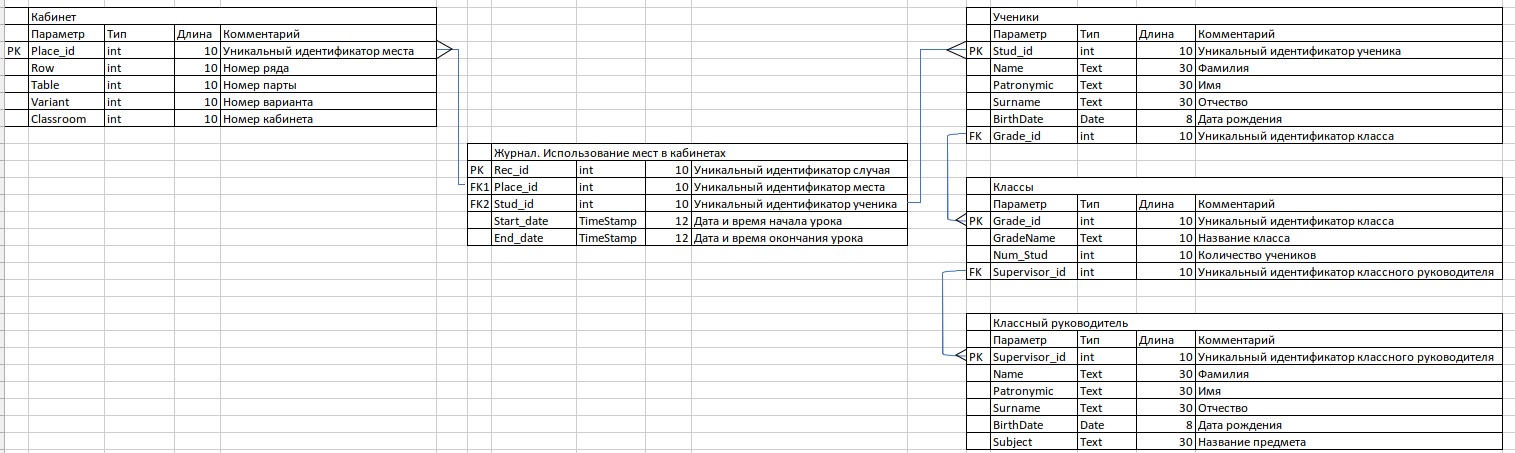 Кабинет
Параметр Тип Длина Комментарий
PK Place_id int 10 Уникальный идентификатор места
Row int 10 Номер ряда
Table int 10 Номер парты
Variant int 10 Номер варианта
Classroom int 10 Номер кабинета
Журнал. Использование мест в кабинетах
PK Rec_id int 10 Уникальный идентификатор случая
FK1 Place_id int 10 Уникальный идентификатор места
FK2 Stud_id int 10 Уникальный идентификатор ученика
Start_date TimeStamp 12 Дата и время начала урока
End_date TimeStamp 12 Дата и время окончания урока
Ученики
Параметр Тип Длина Комментарий
PK Stud_id int 10 Уникальный идентификатор ученика
Name Text 30 Фамилия
Patronymic Text 30 Имя
Surname Text 30 Отчество
BirthDate Date 8 Дата рождения
FK Grade_id int 10 Уникальный идентификатор класса
Классы
Параметр Тип Длина Комментарий
PK Grade_id int 10 Уникальный идентификатор класса
GradeName Text 10 Название класса
Num_Stud int 10 Количество учеников
FK Supervisor_id int 10 Уникальный идентификатор классного руководителя
Классный руководитель
Параметр Тип Длина Комментарий
PK Supervisor_id int 10 Уникальный идентификатор классного руководителя
Name Text 30 Фамилия
Patronymic Text 30 Имя
Surname Text 30 Отчество
BirthDate Date 8 Дата рождения
Subject Text 30 Название предмета